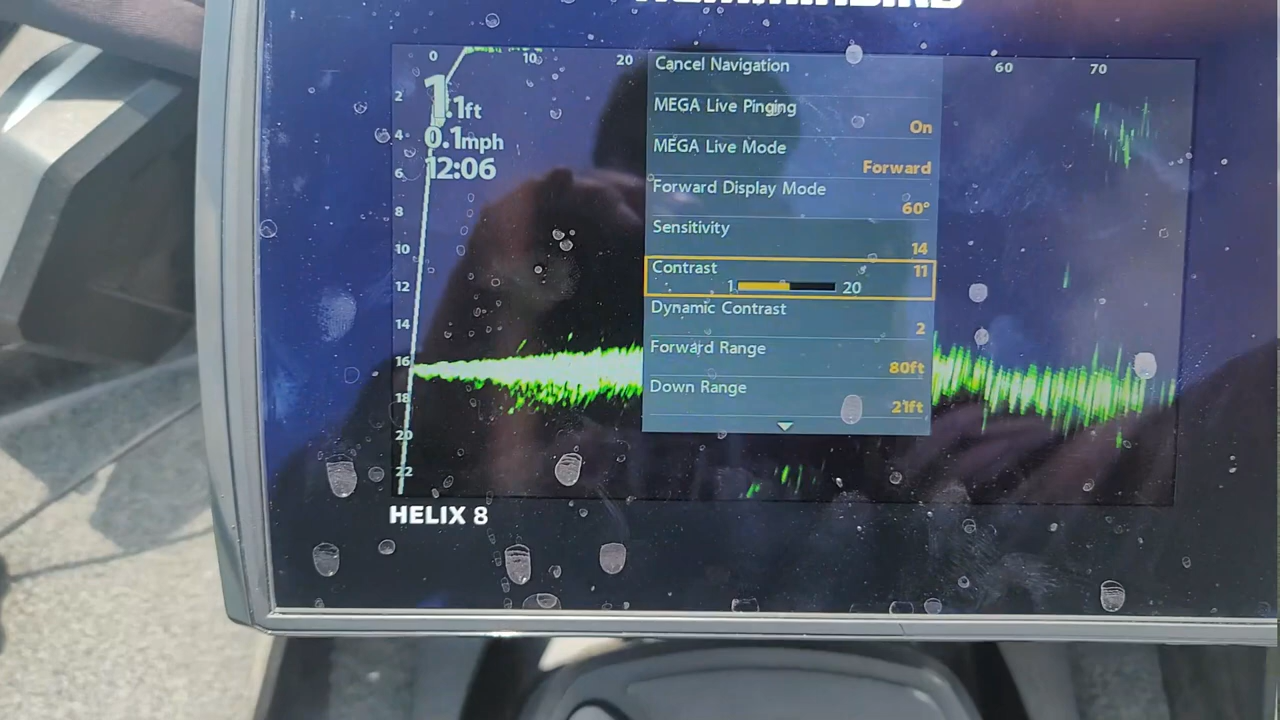 HUMMINBIRD
0 10 20 60 70
2
4
6
8
10
12
14
16
18
20
22
1.1ft
0.1mph
12:06
Cancel Navigation
MEGA Live Pinging
On
MEGA Live Mode
Forward
Forward Display Mode
60°
Sensitivity
14
Contrast 11
1 20
Dynamic Contrast
2
Forward Range
80ft
Down Range
21ft
HELIX 8